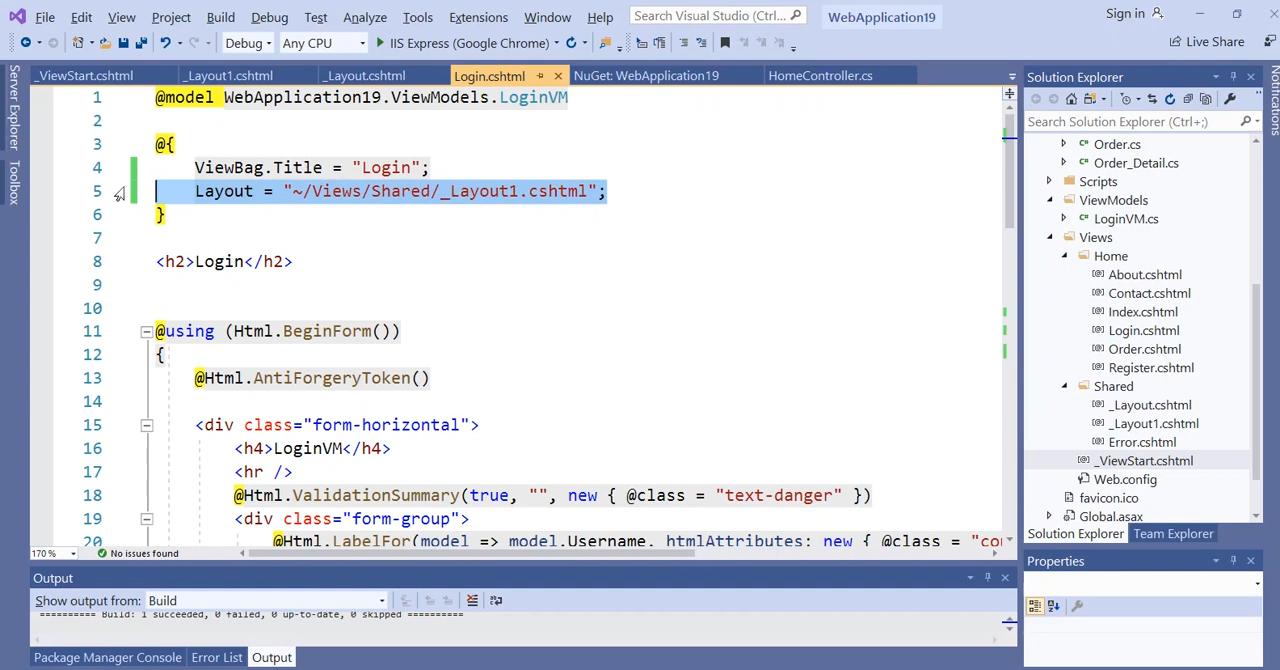 File Edit View Project Build Debug Test Analyze Tools Extensions Window Help Search Visual Studio (Ctrl+... WebApplication19 Sign in
Debug Any CPU IIS Express (Google Chrome) Live Share
_ViewStart.cshtml _Layout1.cshtml _Layout.cshtml Login.cshtml NuGet: WebApplication19 HomeController.cs
Server Explorer
Toolbox
1 @model WebApplication19.ViewModels.LoginVM
2
3 @{
4 ViewBag.Title = "Login";
5 Layout = "~/Views/Shared/_Layout1.cshtml";
6 }
7
8 <h2>Login</h2>
9
10
11 @using (Html.BeginForm())
12 {
13 @Html.AntiForgeryToken()
14
15 <div class="form-horizontal">
16 <h4>LoginVM</h4>
17 <hr />
18 @Html.ValidationSummary(true, "", new { @class = "text-danger" })
19 <div class="form-group">
20 @Html.LabelFor(model => model.Username, htmlAttributes: new { @class = "co
170 % No issues found
Output
Show output from: Build
========== Build: 1 succeeded, 0 failed, 0 up-to-date, 0 skipped ==========
Package Manager Console Error List Output
Solution Explorer
Search Solution Explorer (Ctrl+;)
Order.cs
Order_Detail.cs
Scripts
ViewModels
LoginVM.cs
Views
Home
About.cshtml
Contact.cshtml
Index.cshtml
Login.cshtml
Order.cshtml
Register.cshtml
Shared
_Layout.cshtml
_Layout1.cshtml
Error.cshtml
_ViewStart.cshtml
Web.config
favicon.ico
Global.asax
Solution Explorer Team Explorer
Properties
Notifications